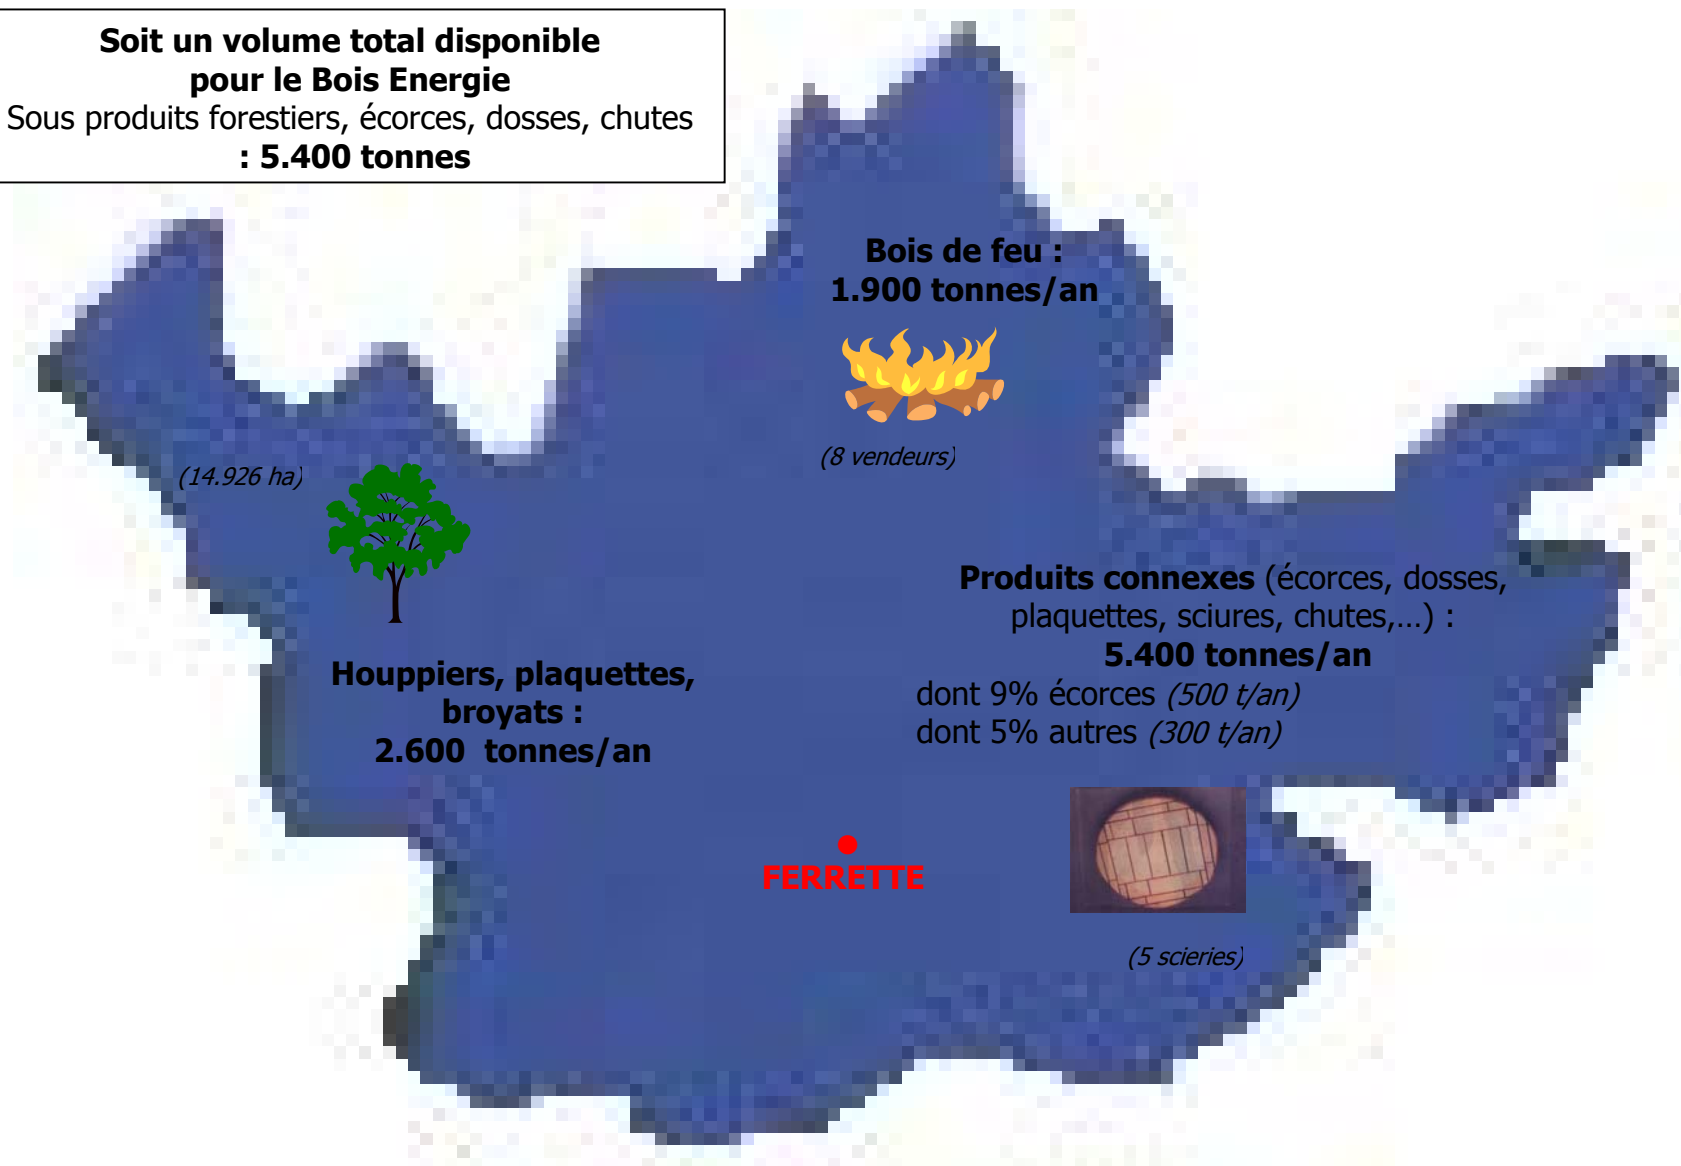 Soit un volume total disponible
pour le Bois Energie
Sous produits forestiers, écorces, dosses, chutes
: 5.400 tonnes
Bois de feu :
1.900 tonnes/an
(8 vendeurs)
(14.926 ha)
Houppiers, plaquettes,
broyats :
2.600 tonnes/an
Produits connexes (écorces, dosses,
plaquettes, sciures, chutes,...) :
5.400 tonnes/an
dont 9% écorces (500 t/an)
dont 5% autres (300 t/an)
FERRETTE
(5 scieries)